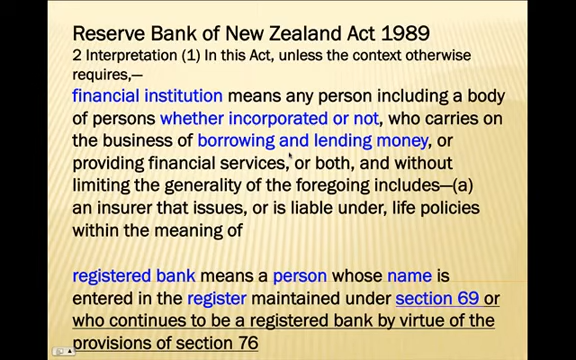 Reserve Bank of New Zealand Act 1989
2 Interpretation (1) In this Act, unless the context otherwise
requires,—
financial institution means any person including a body
of persons whether incorporated or not, who carries on
the business of borrowing and lending money, or
providing financial services, or both, and without
limiting the generality of the foregoing includes—(a)
an insurer that issues, or is liable under, life policies
within the meaning of
registered bank means a person whose name is
entered in the register maintained under section 69 or
who continues to be a registered bank by virtue of the
provisions of section 76